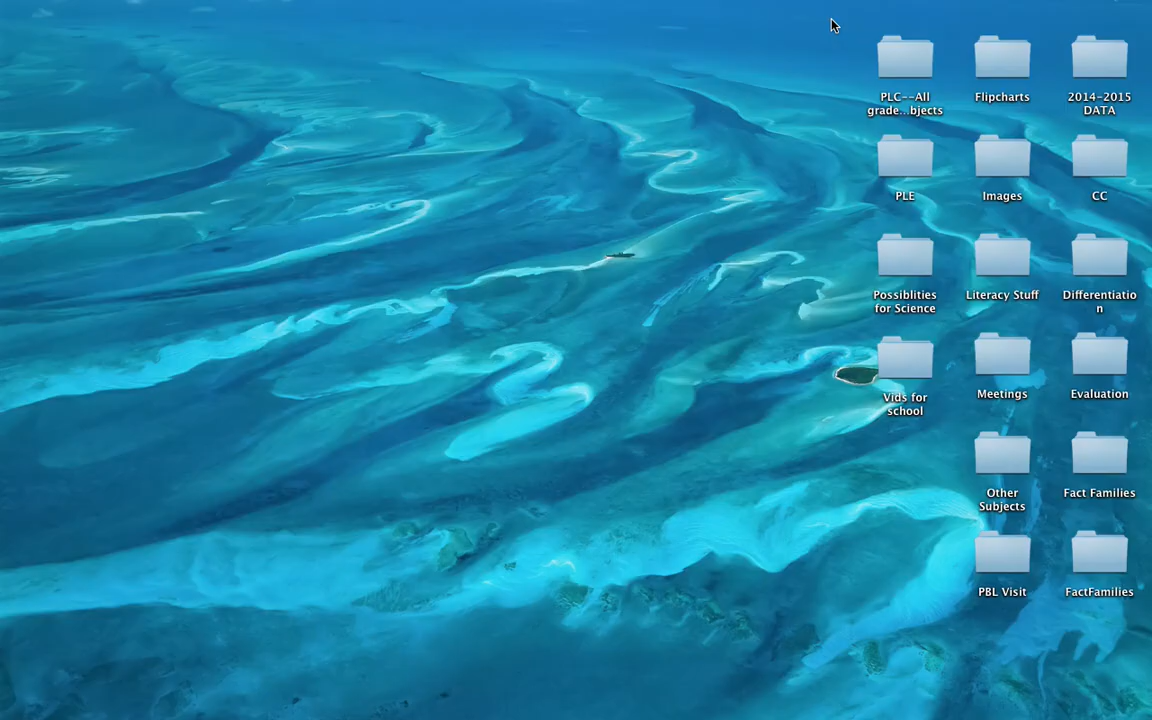 PLC--All
grade...bjects
Flipcharts
2014-2015
DATA
PLE
Images
CC
Possiblities
for Science
Literacy Stuff
Differentiatio
n
Vids for
school
Meetings
Evaluation
Other
Subjects
Fact Families
PBL Visit
FactFamilies